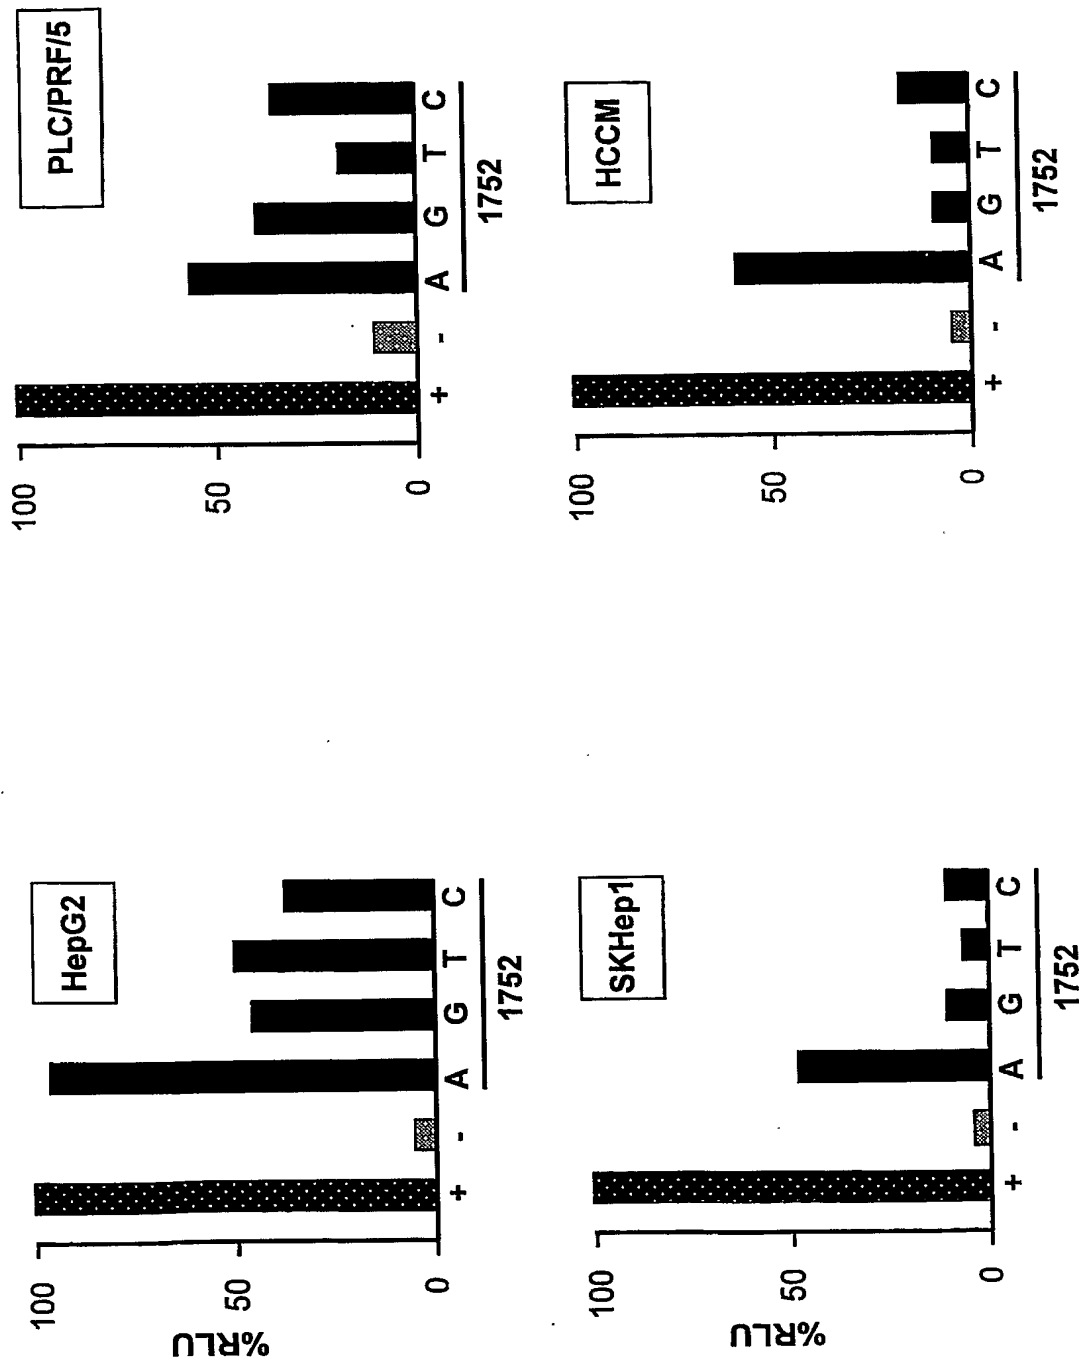 HepG2
%RLU
100
50
0
+ - A G T C
1752
PLC/PRF/5
100
50
0
+ - A G T C
1752
SKHep1
%RLU
100
50
0
+ - A G T C
1752
HCCM
100
50
0
+ - A G T C
1752